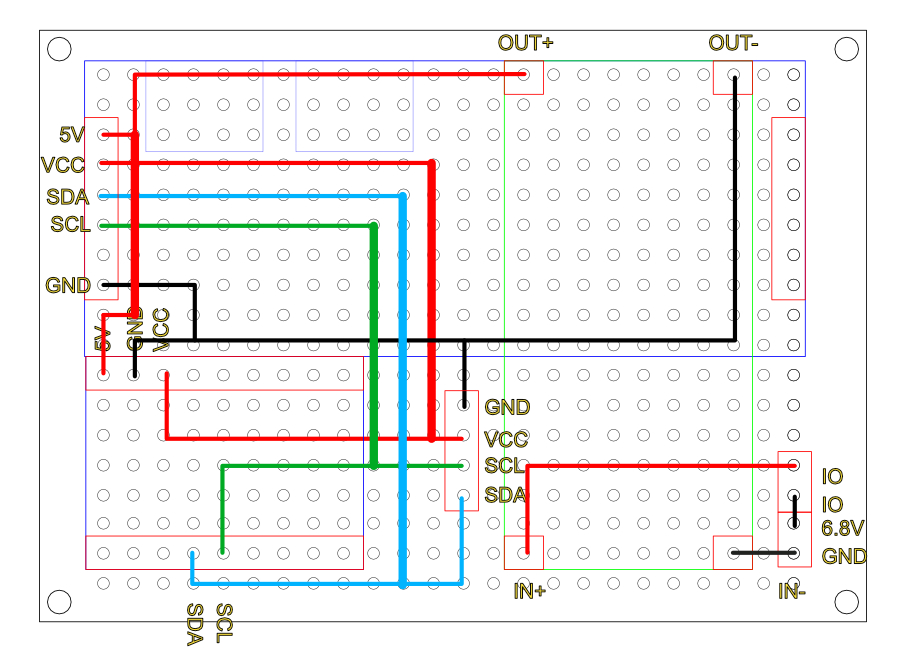 OUT+ OUT-
5V
VCC
SDA
SCL
GND
5V
GND
VCC
GND
VCC
SCL
SDA
IO
IO
6.8V
GND
IN+ IN-
SDA
SCL